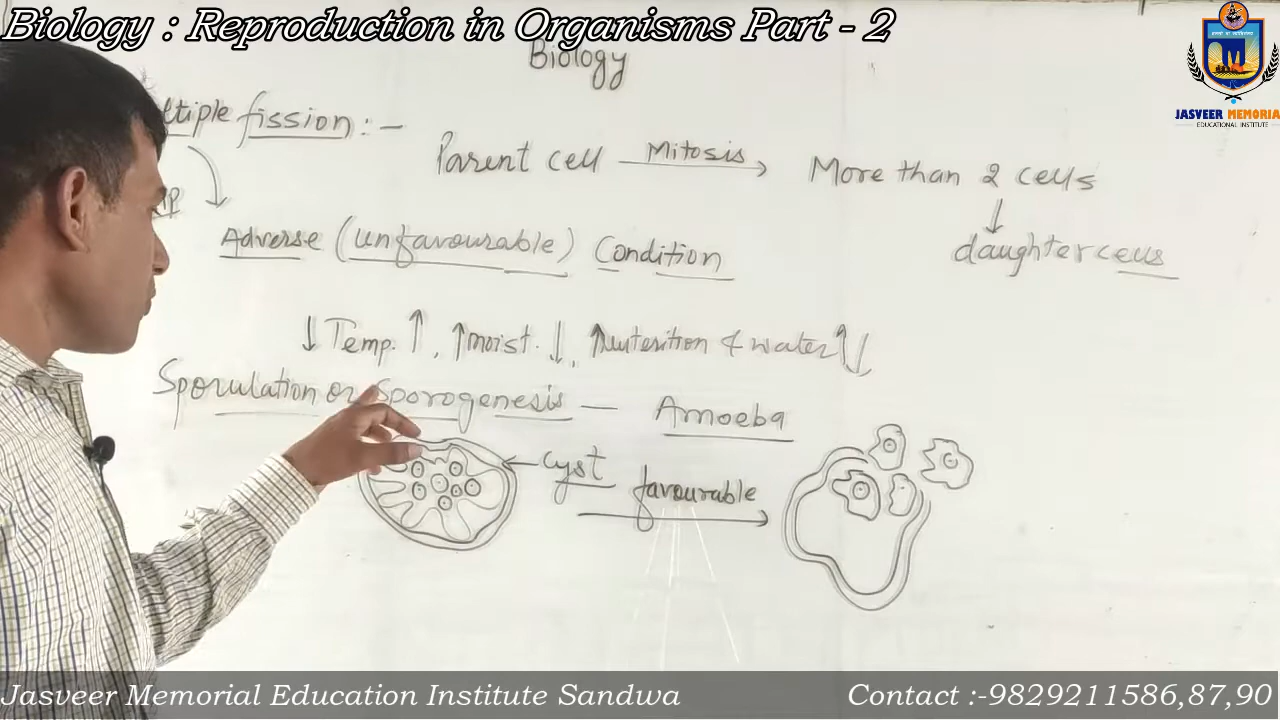 Biology : Reproduction in Organisms Part - 2
Biology
JASVEER MEMORIA
EDUCATIONAL INSTITUTE
ltiple fission : –
Parent cell Mitosis → More than 2 cells
↓
daughter cells
Adverse (unfavourable) Condition
↓ Temp. ↑, ↑ moist. ↓, ↑ & water ↑↓
Sporulation or Sporogenesis — Amoeba
← Cyst
favourable →
Jasveer Memorial Education Institute Sandwa
Contact :-9829211586,87,90